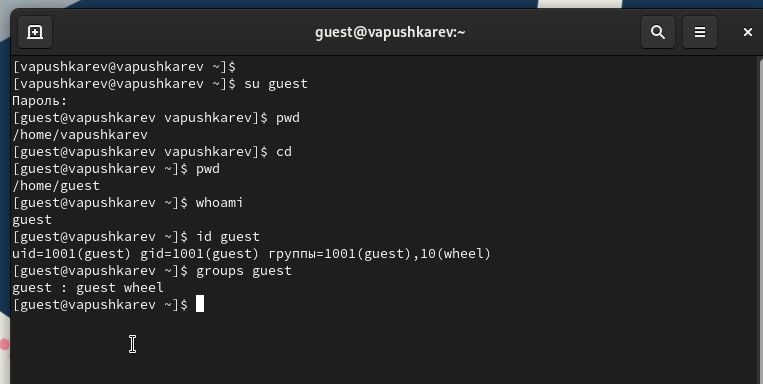 guest@vapushkarev:~
[vapushkarev@vapushkarev ~]$
[vapushkarev@vapushkarev ~]$ su guest
Пароль:
[guest@vapushkarev vapushkarev]$ pwd
/home/vapushkarev
[guest@vapushkarev vapushkarev]$ cd
[guest@vapushkarev ~]$ pwd
/home/guest
[guest@vapushkarev ~]$ whoami
guest
[guest@vapushkarev ~]$ id guest
uid=1001(guest) gid=1001(guest) группы=1001(guest),10(wheel)
[guest@vapushkarev ~]$ groups guest
guest : guest wheel
[guest@vapushkarev ~]$